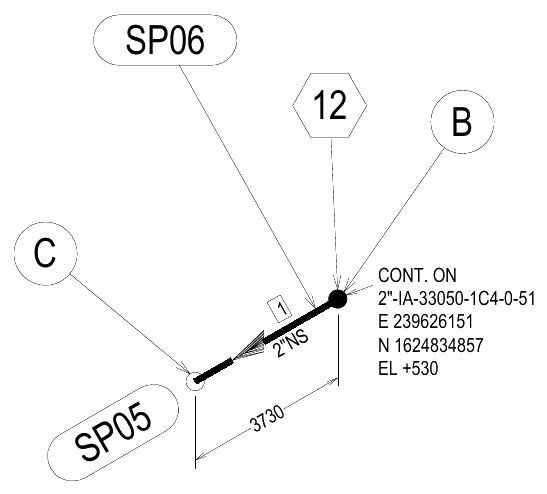 SP06
12
B
C
CONT. ON
2"-IA-33050-1C4-0-51
E 239626151
N 1624834857
EL +530
1
2"NS
SP05
3730